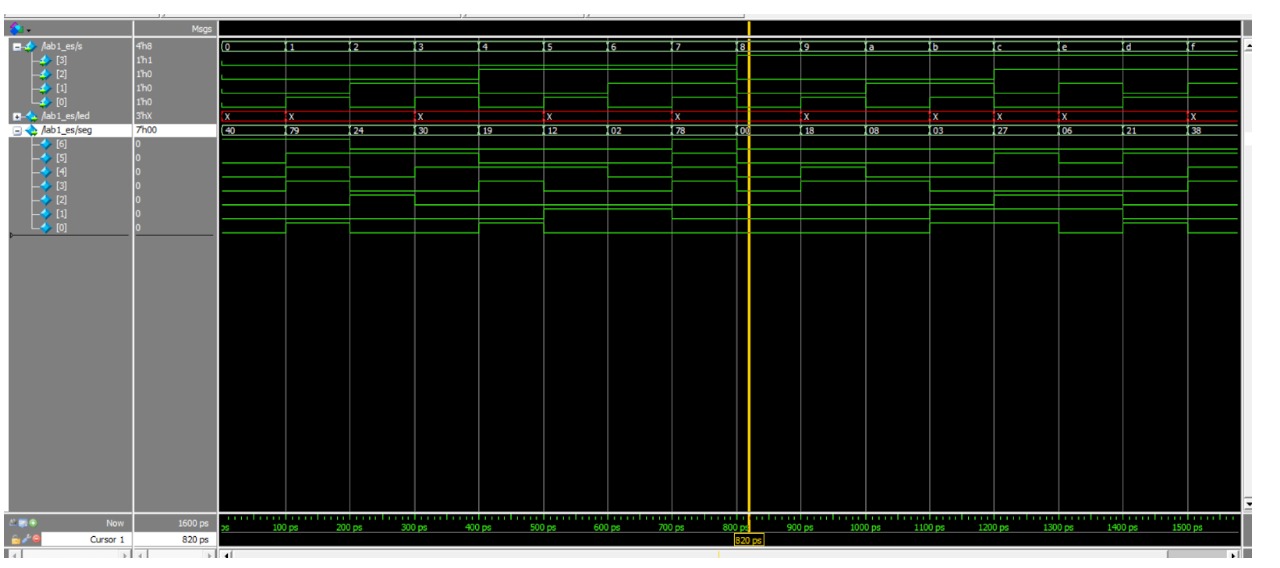 Msgs
/lab1_es/s 4'h8 0 1 2 3 4 5 6 7 8 9 a b c e d f
[3] 1'h1
[2] 1'h0
[1] 1'h0
[0] 1'h0
/lab1_es/led 3'hX X X X X X X X X X X
/lab1_es/seg 7'h00 40 79 24 30 19 12 02 78 00 18 08 03 27 06 21 38
[6] 0
[5] 0
[4] 0
[3] 0
[2] 0
[1] 0
[0] 0
Now 1600 ps ps 100 ps 200 ps 300 ps 400 ps 500 ps 600 ps 700 ps 800 ps 900 ps 1000 ps 1100 ps 1200 ps 1300 ps 1400 ps 1500 ps
Cursor 1 820 ps 820 ps